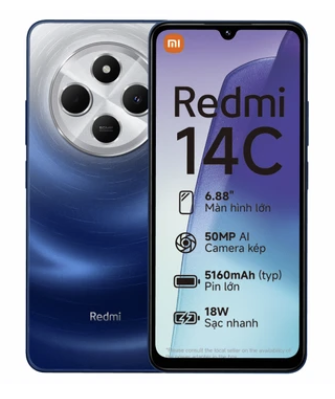 mi
Redmi
14C
6.88"
Màn hình lớn
50MP AI
Camera kép
5160mAh (typ)
Pin lớn
18W
Sạc nhanh
Redmi